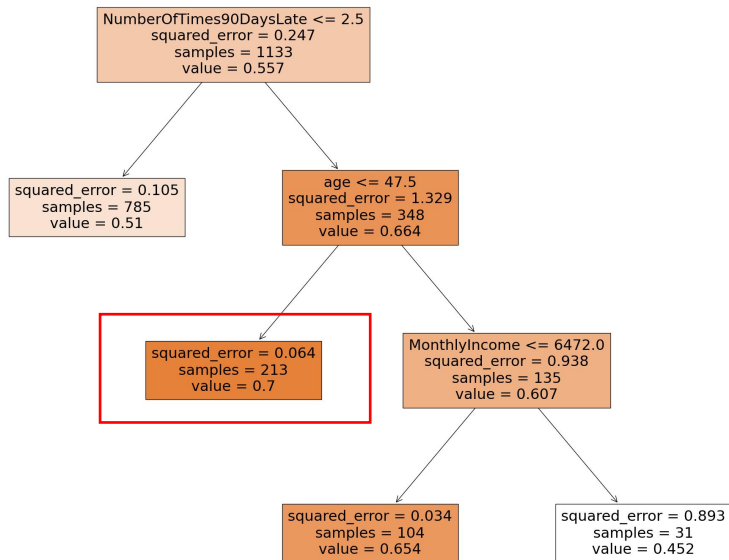 NumberOfTimes90DaysLate <= 2.5
squared_error = 0.247
samples = 1133
value = 0.557
squared_error = 0.105
samples = 785
value = 0.51
age <= 47.5
squared_error = 1.329
samples = 348
value = 0.664
squared_error = 0.064
samples = 213
value = 0.7
MonthlyIncome <= 6472.0
squared_error = 0.938
samples = 135
value = 0.607
squared_error = 0.034
samples = 104
value = 0.654
squared_error = 0.893
samples = 31
value = 0.452